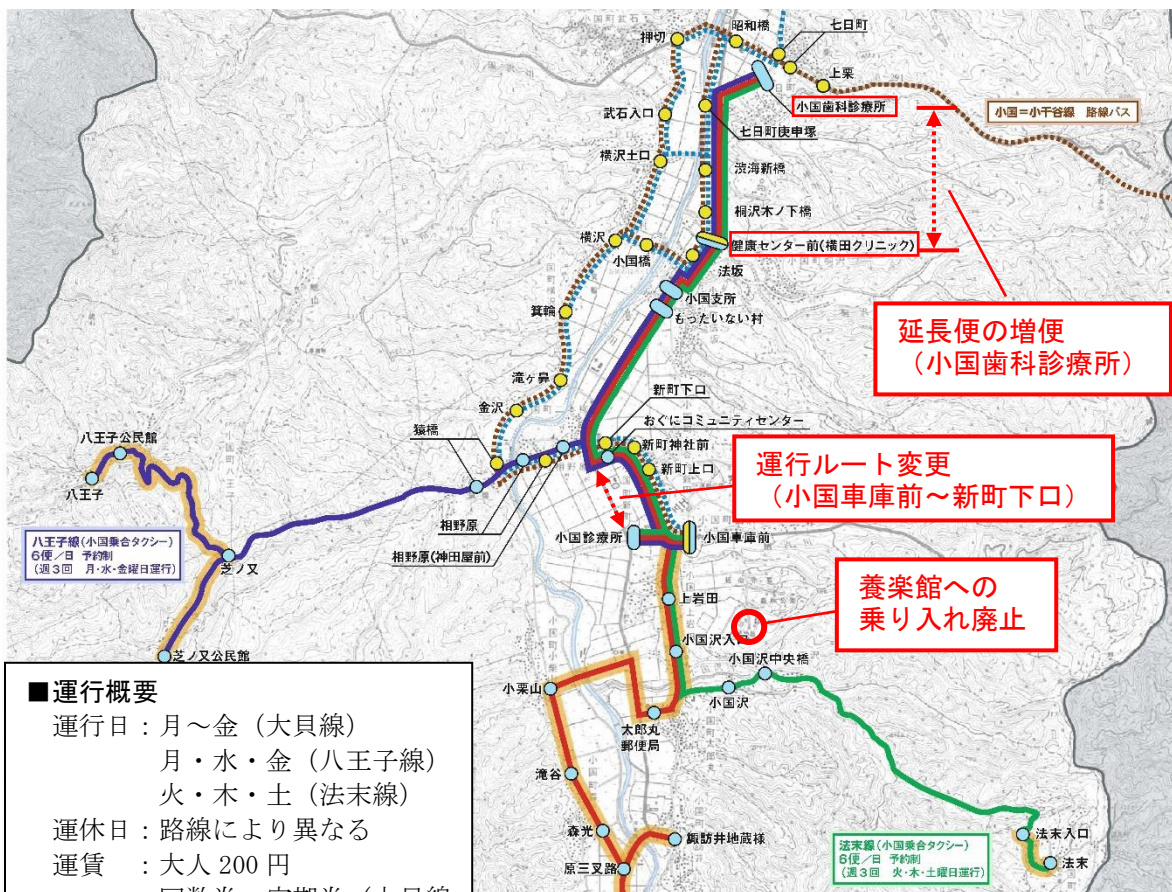 押切
昭和橋
七日町
上栗
小国歯科診療所
小国=小千谷線 路線バス
武石入口
七日町庚申塚
横沢土口
渋海新橋
桐沢木ノ下橋
横沢
小国橋
健康センター前(横田クリニック)
法坂
小国支所
もったいない村
箕輪
延長便の増便
(小国歯科診療所)
滝ヶ鼻
金沢
新町下口
おぐにコミュニティセンター
猿橋
新町神社前
新町上口
八王子公民館
八王子
運行ルート変更
(小国車庫前~新町下口)
相野原
相野原(神田屋前)
小国診療所
小国車庫前
八王子線(小国乗合タクシー)
6便/日 予約制
(週3回 月・水・金曜日運行)
芝ノ又
芝ノ又公民館
上岩田
養楽館への
乗り入れ廃止
小国沢入口
小国沢中央橋
小国沢
小栗山
太郎丸
郵便局
滝谷
森光
諏訪井地蔵様
原三叉路
法末入口
法末
法末線(小国乗合タクシー)
6便/日 予約制
(週3回 火・木・土曜日運行)
■運行概要
運行日:月~金(大貝線)
月・水・金(八王子線)
火・木・土(法末線)
運休日:路線により異なる
運賃 :大人200円